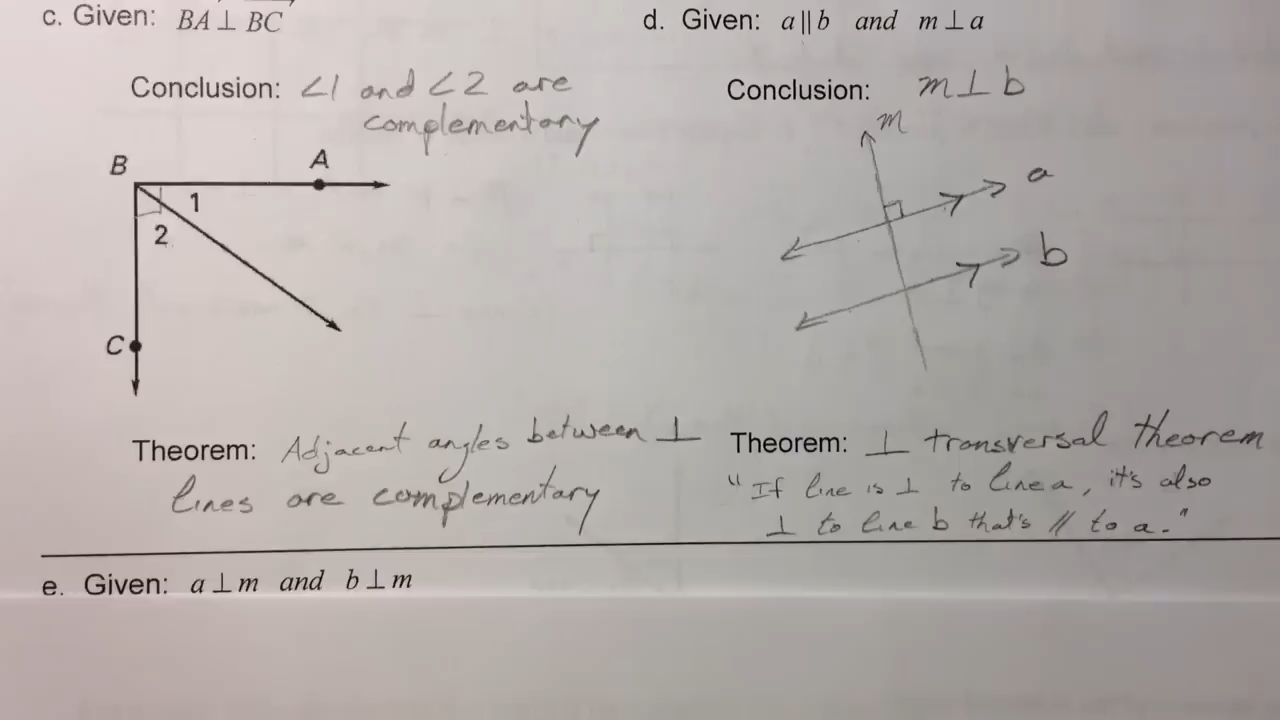 c. Given: BA ⊥ BC
Conclusion: ∠1 and ∠2 are
complementary
B
A
1
2
C
Theorem: Adjacent angles between ⊥
lines are complementary
d. Given: a ∥ b and m ⊥ a
Conclusion: m ⊥ b
m
a
b
Theorem: ⊥ transversal theorem
"If line is ⊥ to line a, it's also
⊥ to line b that's // to a."
e. Given: a ⊥ m and b ⊥ m